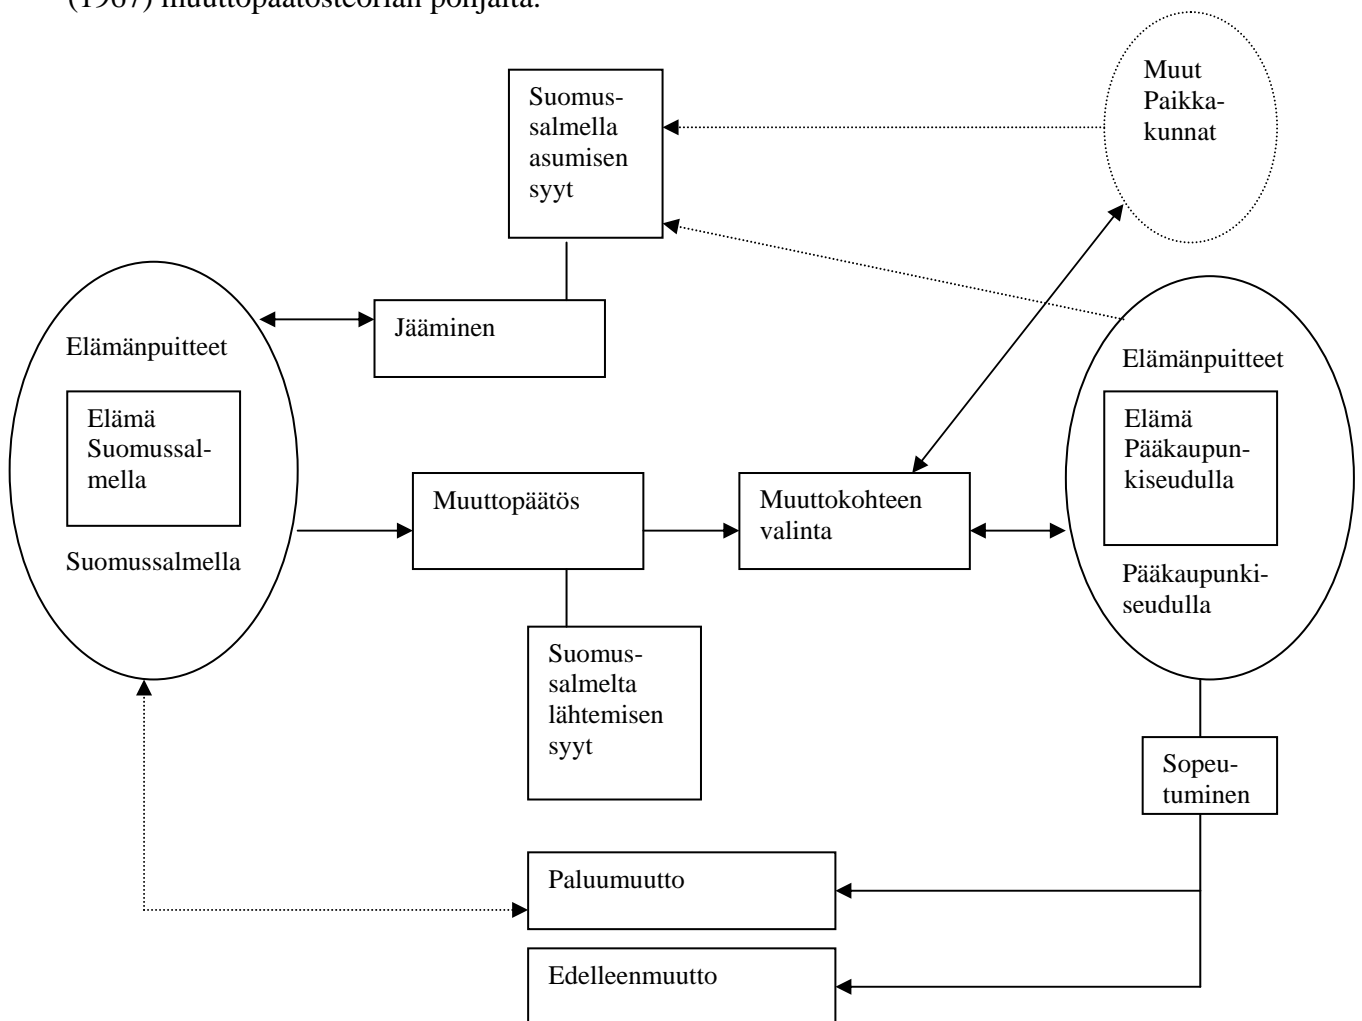 (1967) muuttopäätösteorian pohjalta.
Muut
Paikka-
kunnat
Suomus-
salmella
asumisen
syyt
Jääminen
Elämänpuitteet
Elämä
Suomussal-
mella
Suomussalmella
Muuttopäätös
Muuttokohteen
valinta
Elämänpuitteet
Elämä
Pääkaupun-
kiseudulla
Pääkaupunki-
seudulla
Suomus-
salmelta
lähtemisen
syyt
Sopeu-
tuminen
Paluumuutto
Edelleenmuutto